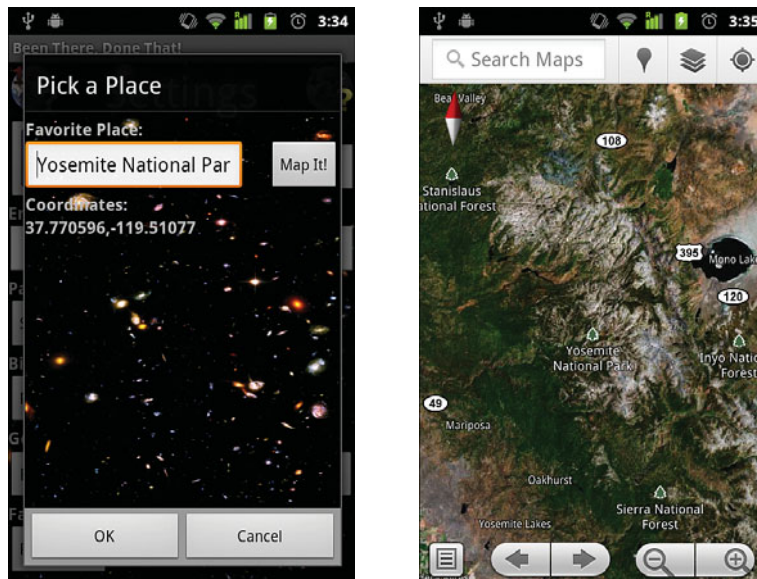 3:34
Been There, Done That!
Settings
Pick a Place
Favorite Place:
Yosemite National Par
Map It!
Coordinates:
37.770596,-119.51077
OK
Cancel
3:35
Search Maps
Bear Valley
108
Stanislaus
ational Forest
395
Mono Lake
120
Yosemite
National Park
Inyo Natio
Forest
49
Mariposa
Oakhurst
Sierra National
Forest
Yosemite Lakes